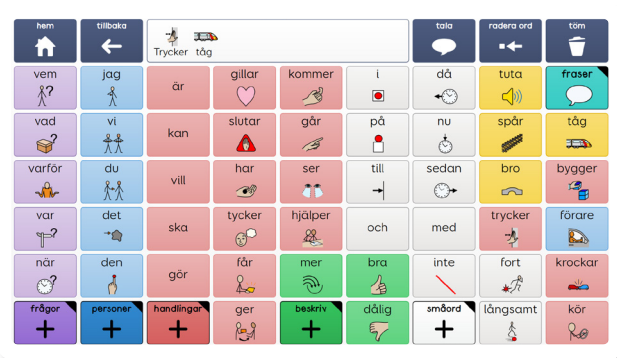 hem tillbaka Trycker tåg tala radera ord töm
vem jag är gillar kommer i då tuta fraser
vad vi kan slutar går på nu spår tåg
varför du vill har ser till sedan bro bygger
var det ska tycker hjälper och med trycker förare
när den gör får mer bra inte fort krockar
frågor personer handlingar ger beskriv dålig småord långsamt kör